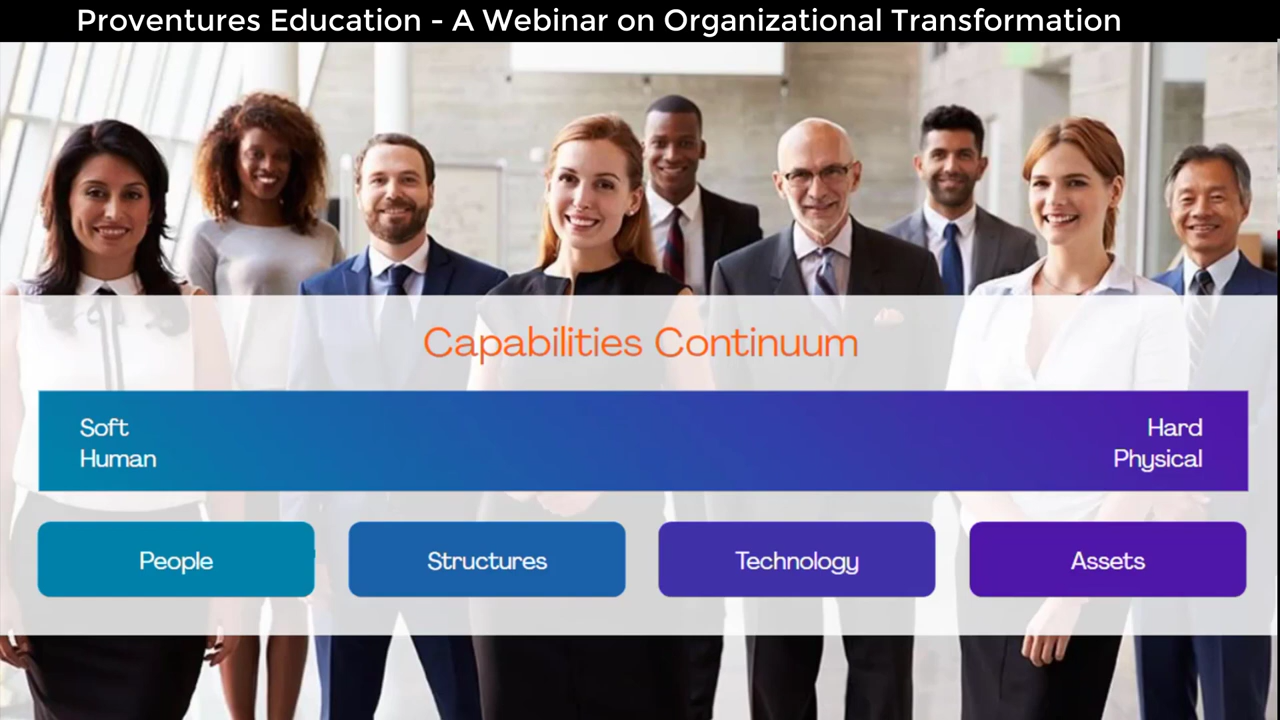 Proventures Education - A Webinar on Organizational Transformation
Capabilities Continuum
Soft
Human
Hard
Physical
People
Structures
Technology
Assets